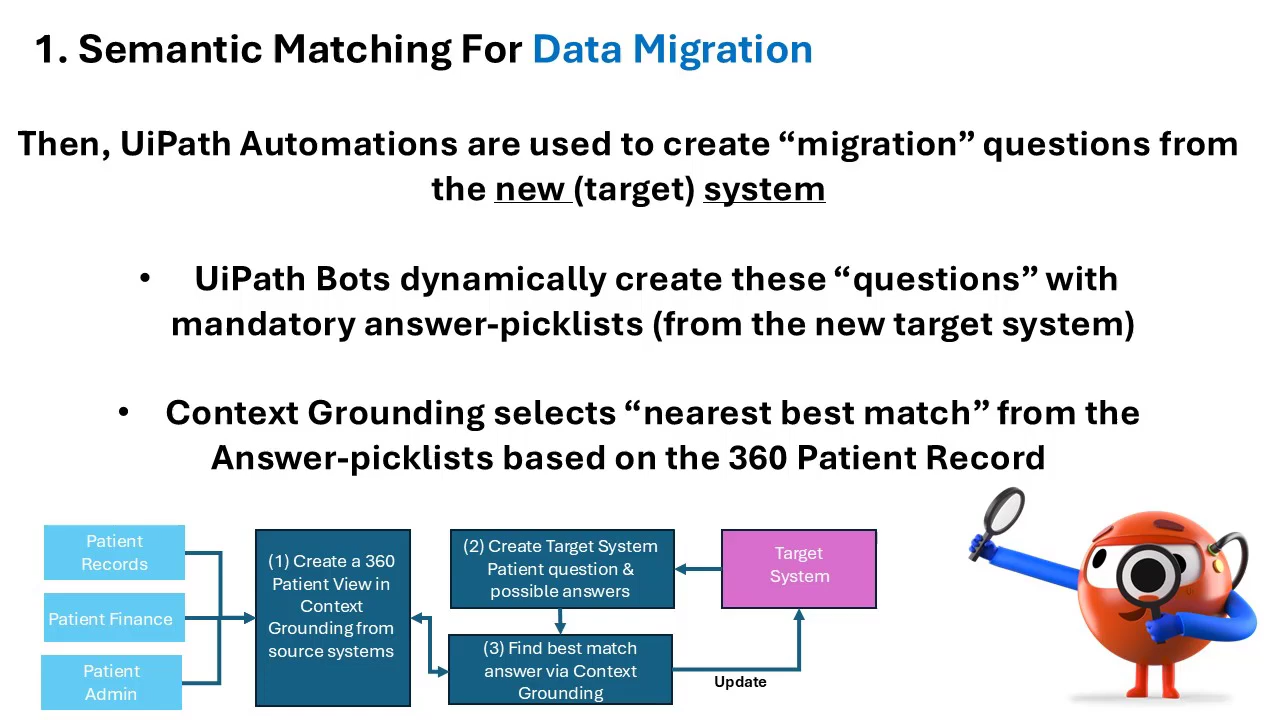 1. Semantic Matching For Data Migration
Then, UiPath Automations are used to create “migration” questions from
the new (target) system
• UiPath Bots dynamically create these “questions” with
mandatory answer-picklists (from the new target system)
• Context Grounding selects “nearest best match” from the
Answer-picklists based on the 360 Patient Record
Patient
Records
Patient Finance
Patient
Admin
(1) Create a 360
Patient View in
Context
Grounding from
source systems
(2) Create Target System
Patient question &
possible answers
(3) Find best match
answer via Context
Grounding
Target
System
Update